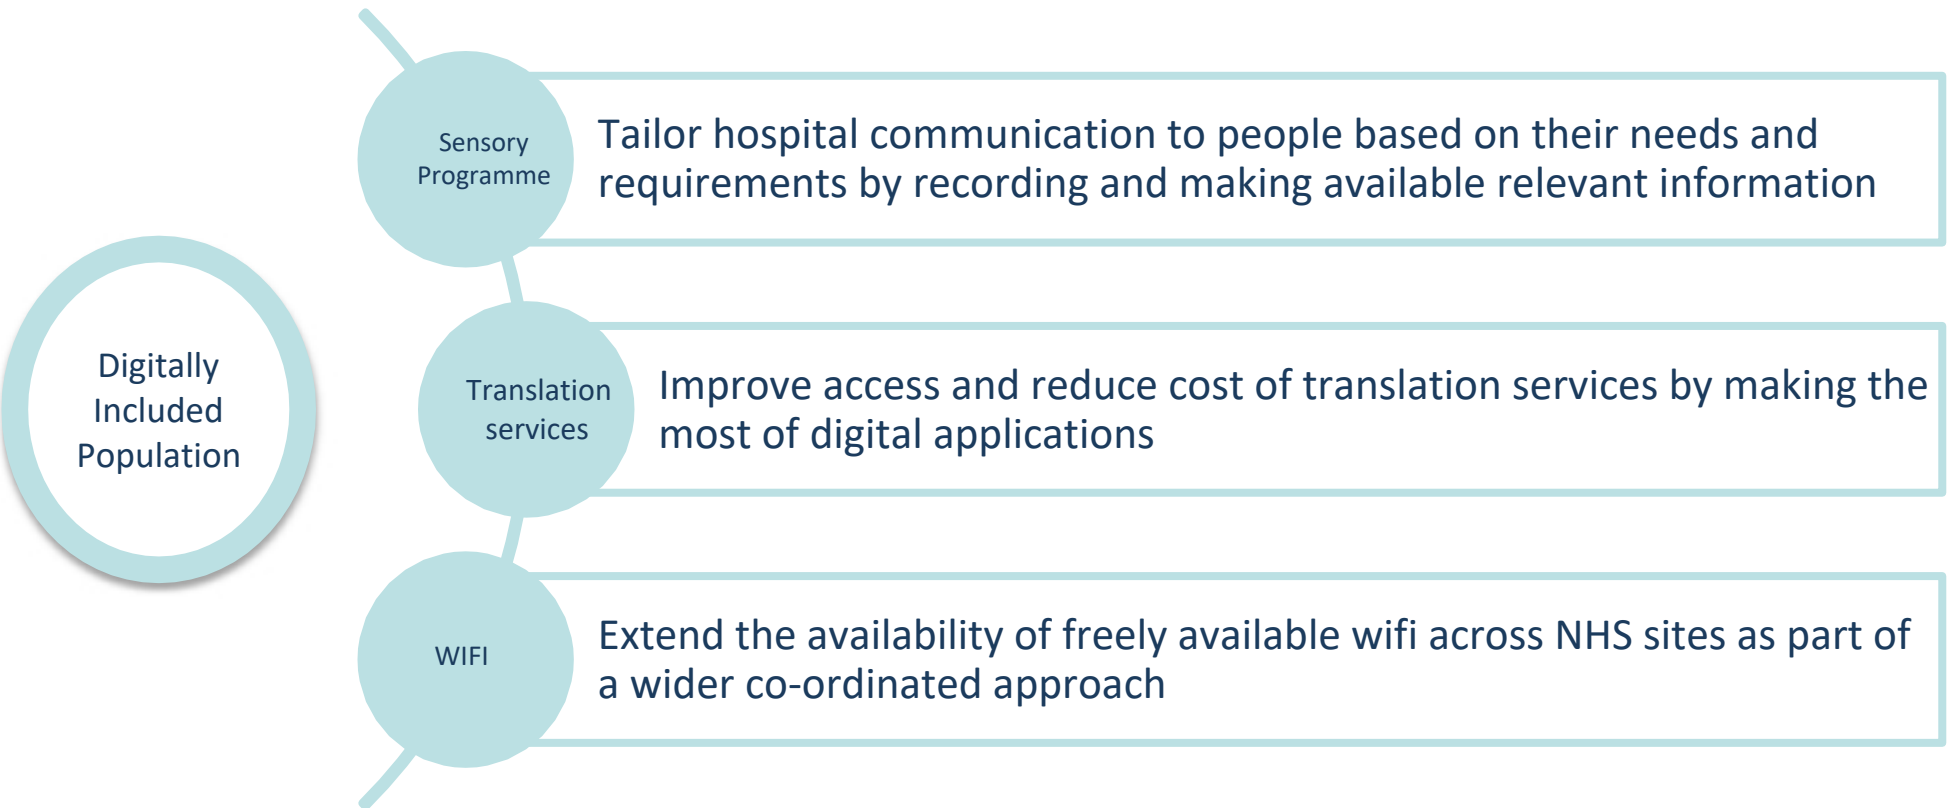 Digitally
Included
Population
Sensory
Programme
Tailor hospital communication to people based on their needs and
requirements by recording and making available relevant information
Translation
services
Improve access and reduce cost of translation services by making the
most of digital applications
WIFI
Extend the availability of freely available wifi across NHS sites as part of
a wider co-ordinated approach